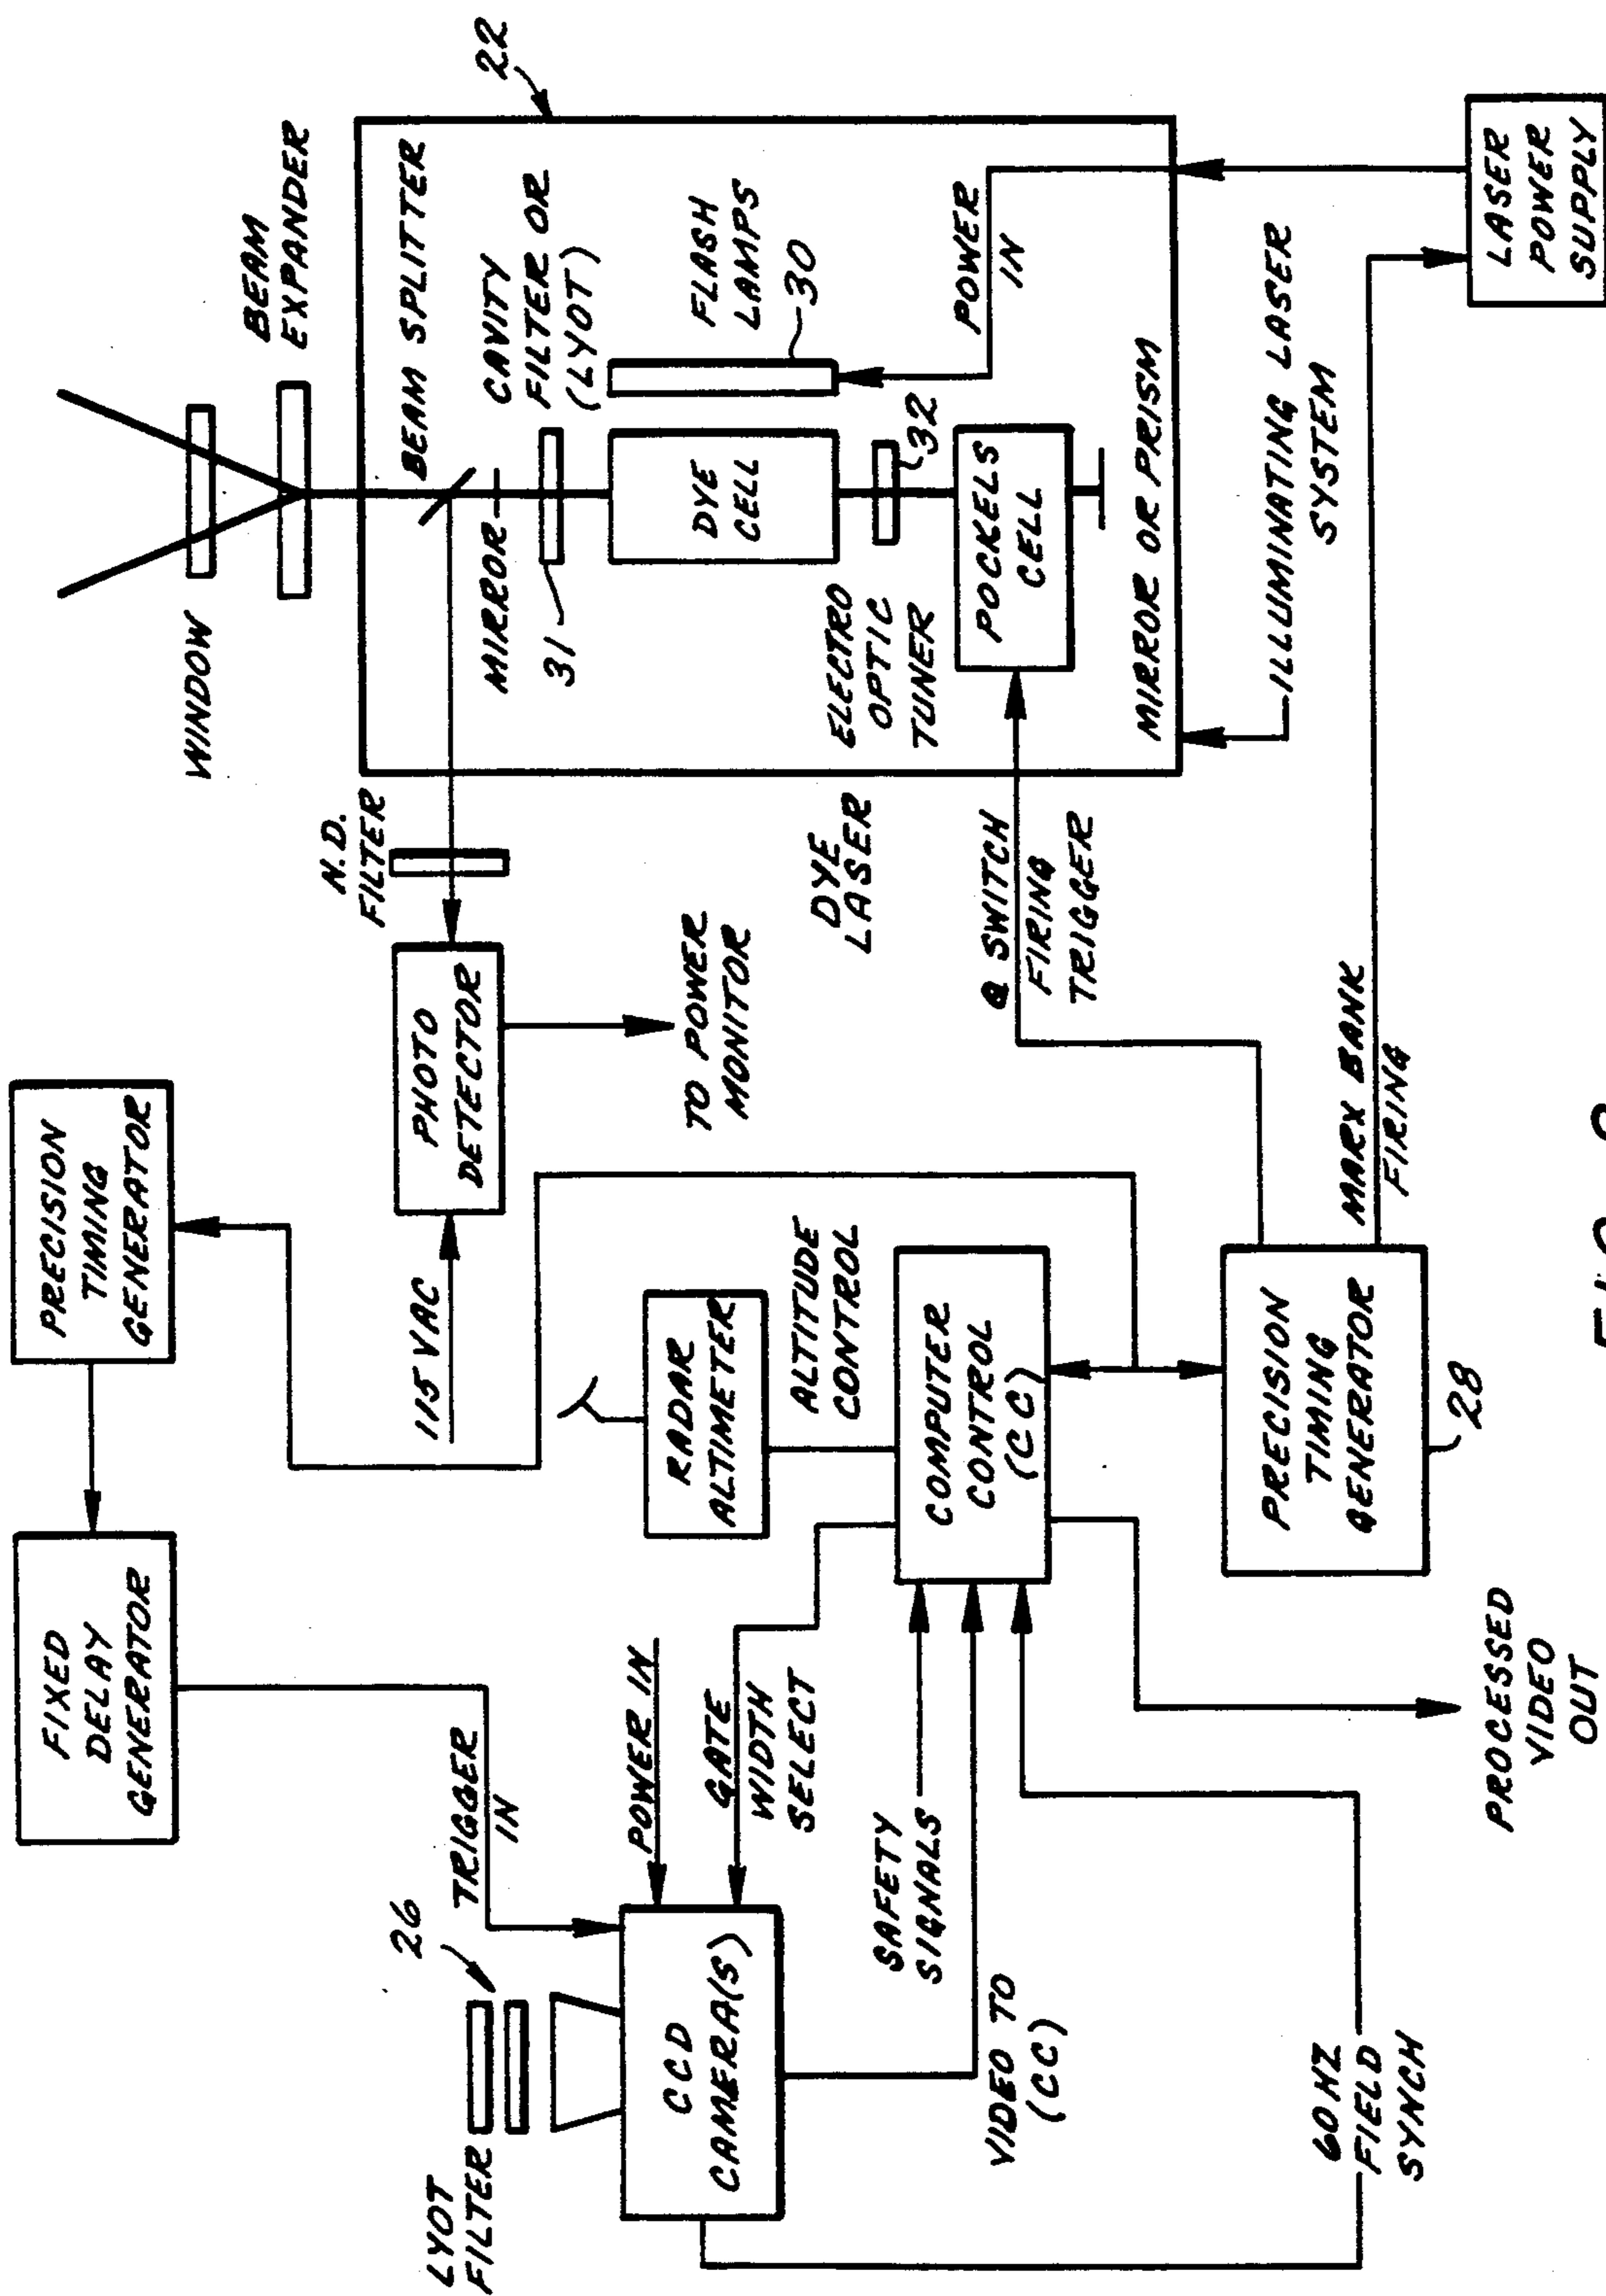 LYOT
FILTER
26
TRIGGER
IN
FIXED
DELAY
GENERATOR
PRECISION
TIMING
GENERATOR
115 VAC
PHOTO
DETECTOR
TO POWER
MONITOR
N.D.
FILTER
WINDOW
BEAM
EXPANDER
22
BEAM SPLITTER
MIRROR
31
CAVITY
FILTER OR
(LYOT)
DYE
CELL
FLASH
LAMPS
30
ELECTRO
OPTIC
TUNER
32
POCKELS
CELL
POWER
IN
MIRROR OR PRISM
DYE
LASER
Q SWITCH
FIRING
TRIGGER
ILLUMINATING LASER
SYSTEM
LASER
POWER
SUPPLY
MARX BANK
FIRING
CCD
CAMERA(S)
POWER IN
GATE
WIDTH
SELECT
RADAR
ALTIMETER
ALTITUDE
CONTROL
SAFETY
SIGNALS
VIDEO TO
(CC)
COMPUTER
CONTROL
(CC)
60 HZ
FIELD
SYNCH
PRECISION
TIMING
GENERATOR
28
PROCESSED
VIDEO
OUT